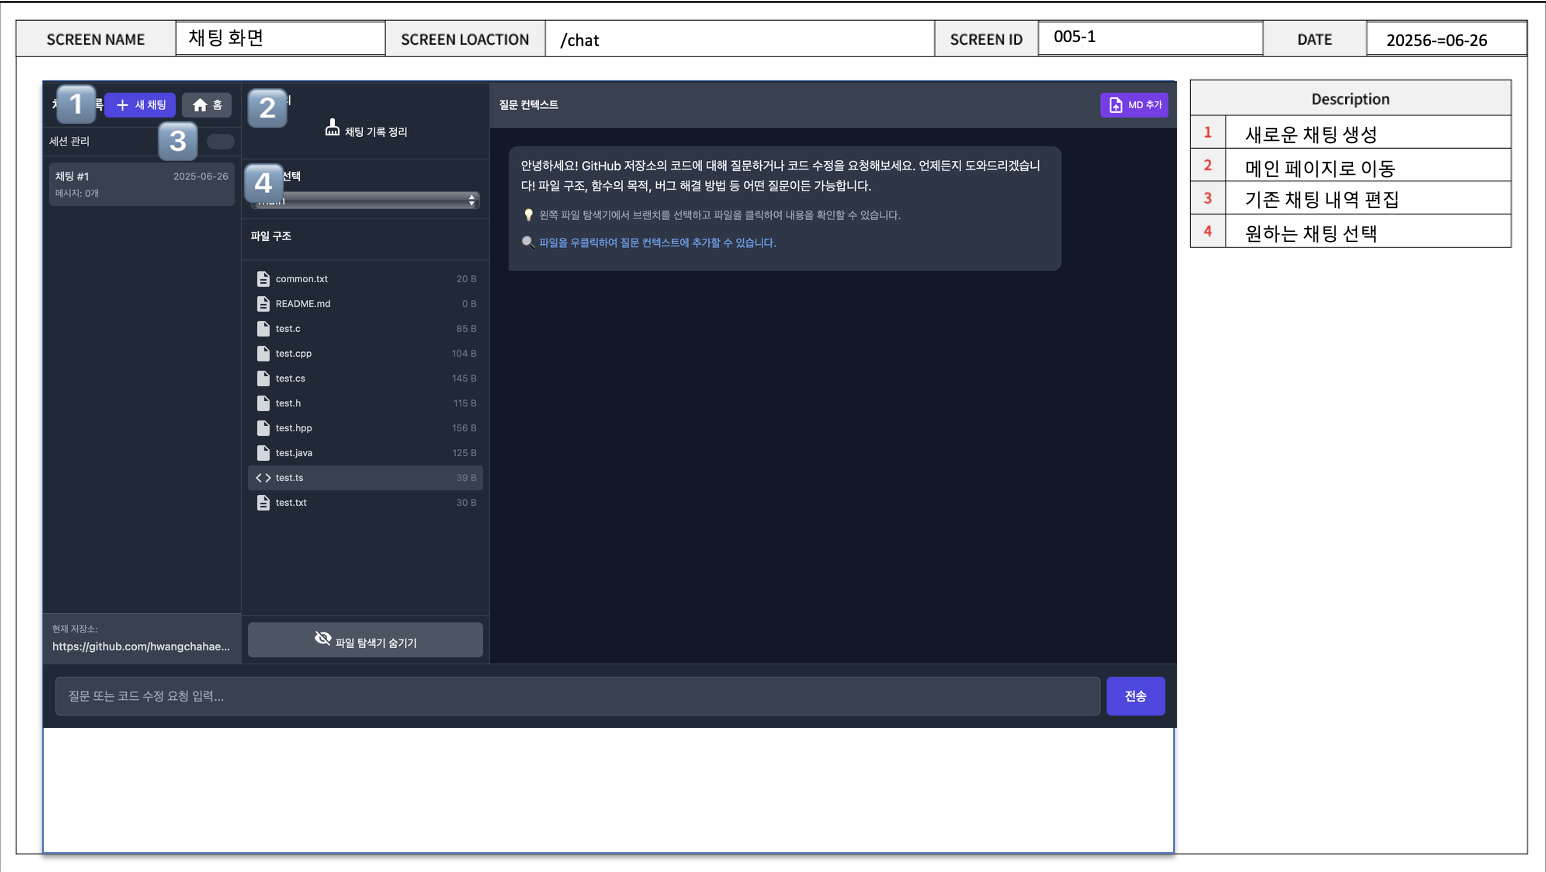 SCREEN NAME
채팅 화면
SCREEN LOACTION
/chat
SCREEN ID
005-1
DATE
20256-=06-26
1
록
+ 새 채팅
홈
세션 관리
3
채팅 #1
2025-06-26
메시지: 0개
현재 저장소:
https://github.com/hwangchahae...
2
채팅 기록 정리
4
선택
main
파일 구조
common.txt 20 B
README.md 0 B
test.c 85 B
test.cpp 104 B
test.cs 145 B
test.h 115 B
test.hpp 156 B
test.java 125 B
test.ts 39 B
test.txt 30 B
파일 탐색기 숨기기
질문 컨텍스트
MD 추가
안녕하세요! GitHub 저장소의 코드에 대해 질문하거나 코드 수정을 요청해보세요. 언제든지 도와드리겠습니
다! 파일 구조, 함수의 목적, 버그 해결 방법 등 어떤 질문이든 가능합니다.
💡 왼쪽 파일 탐색기에서 브랜치를 선택하고 파일을 클릭하여 내용을 확인할 수 있습니다.
🔍 파일을 우클릭하여 질문 컨텍스트에 추가할 수 있습니다.
질문 또는 코드 수정 요청 입력...
전송
Description
1 새로운 채팅 생성
2 메인 페이지로 이동
3 기존 채팅 내역 편집
4 원하는 채팅 선택